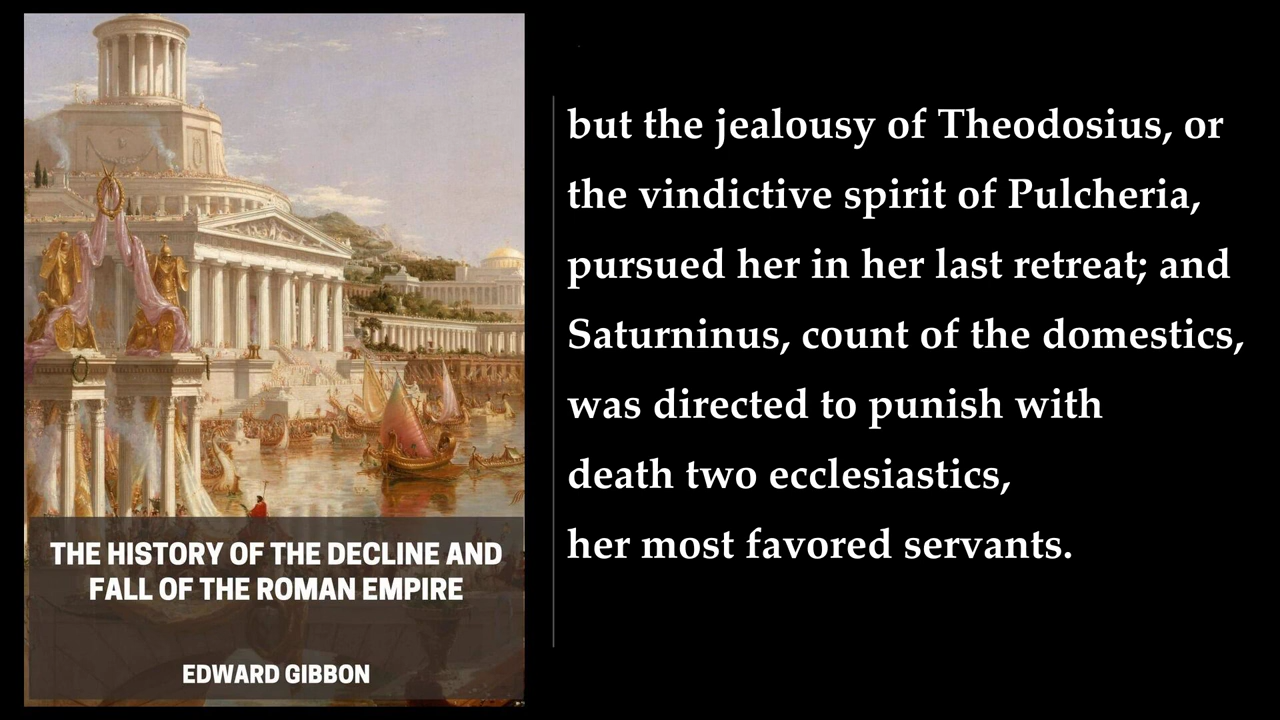 but the jealousy of Theodosius, or
the vindictive spirit of Pulcheria,
pursued her in her last retreat; and
Saturninus, count of the domestics,
was directed to punish with
death two ecclesiastics,
her most favored servants.
THE HISTORY OF THE DECLINE AND
FALL OF THE ROMAN EMPIRE
EDWARD GIBBON